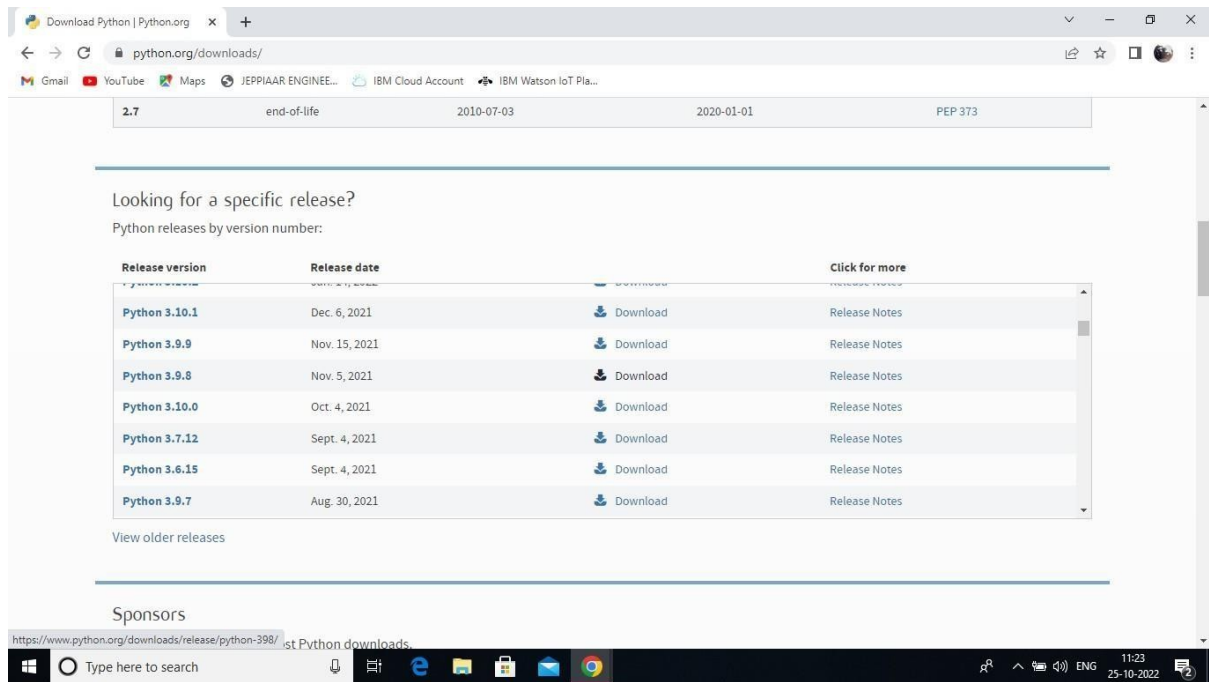 Download Python | Python.org
python.org/downloads/
Gmail YouTube Maps JEPPIAAR ENGINEE... IBM Cloud Account IBM Watson IoT Pla...
2.7 end-of-life 2010-07-03 2020-01-01 PEP 373
Looking for a specific release?
Python releases by version number:
Release version Release date Click for more
Python 3.10.1 Dec. 6, 2021 Download Release Notes
Python 3.9.9 Nov. 15, 2021 Download Release Notes
Python 3.9.8 Nov. 5, 2021 Download Release Notes
Python 3.10.0 Oct. 4, 2021 Download Release Notes
Python 3.7.12 Sept. 4, 2021 Download Release Notes
Python 3.6.15 Sept. 4, 2021 Download Release Notes
Python 3.9.7 Aug. 30, 2021 Download Release Notes
View older releases
Sponsors
https://www.python.org/downloads/release/python-398/ st Python downloads.
Type here to search ENG 11:23
25-10-2022 2